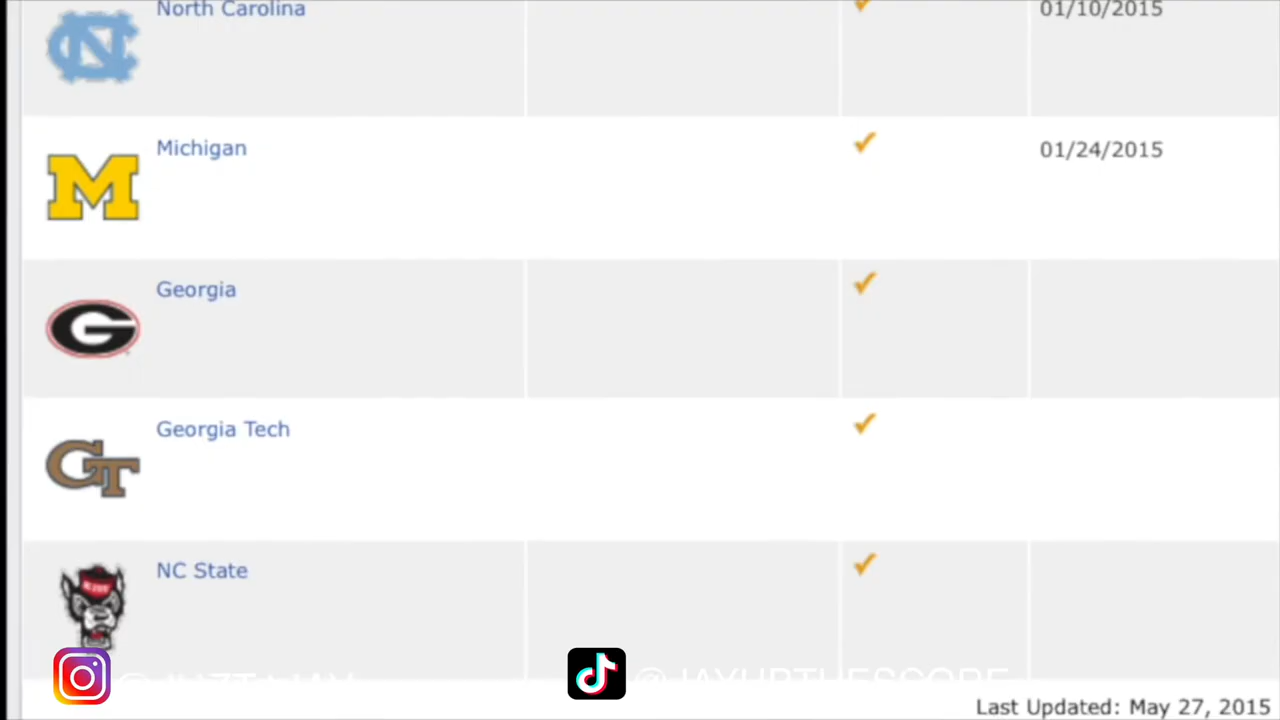 North Carolina 01/10/2015
Michigan 01/24/2015
Georgia
Georgia Tech
NC State
Last Updated: May 27, 2015